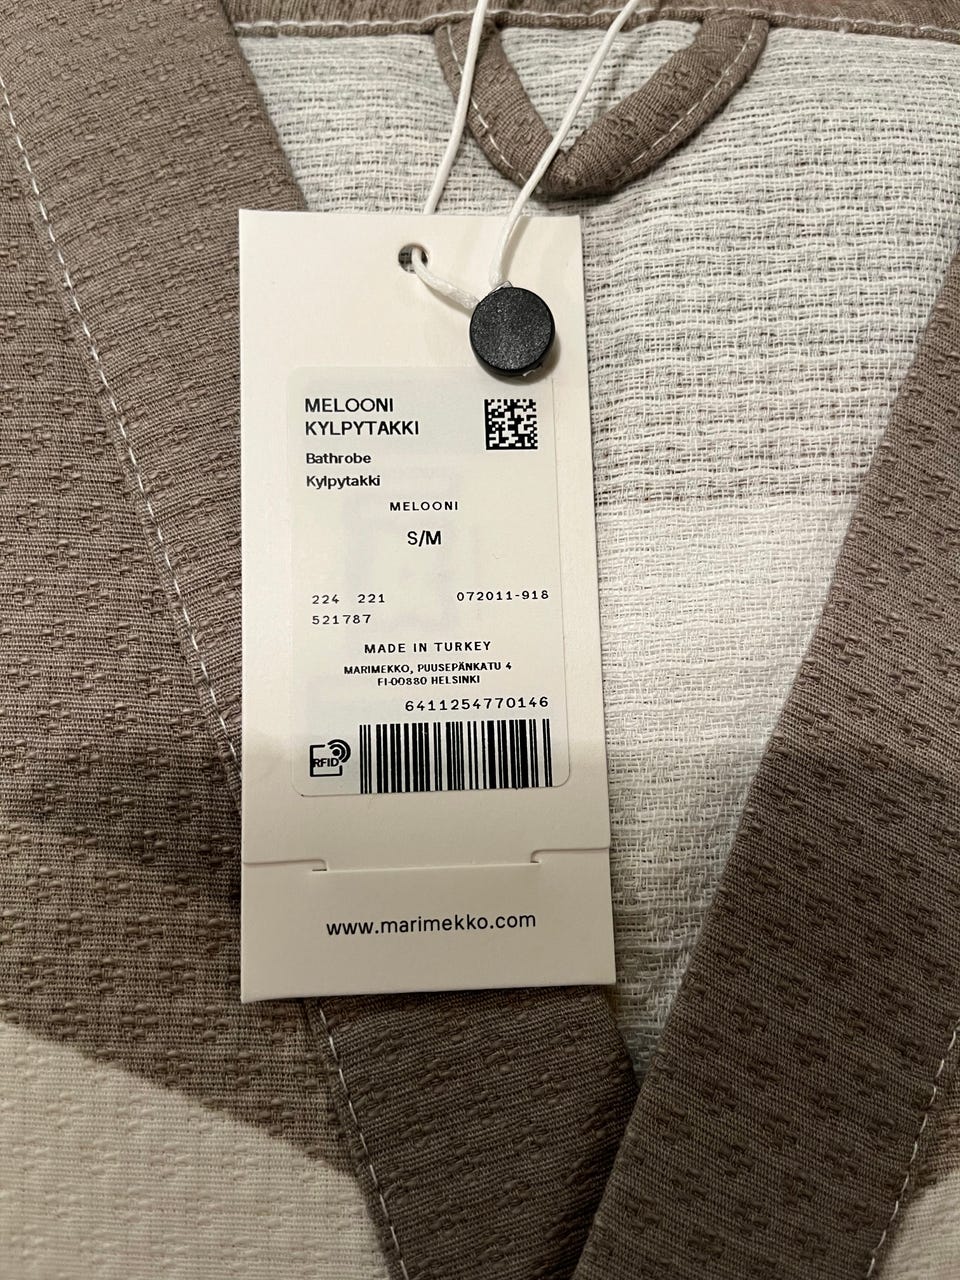 MELOONI
KYLPYTAKKI
Bathrobe
Kylpytakki
MELOONI
S/M
224 221 072011-918
521787
MADE IN TURKEY
MARIMEKKO, PUUSEPÄNKATU 4
FI-00880 HELSINKI
6411254770146
RFID
www.marimekko.com